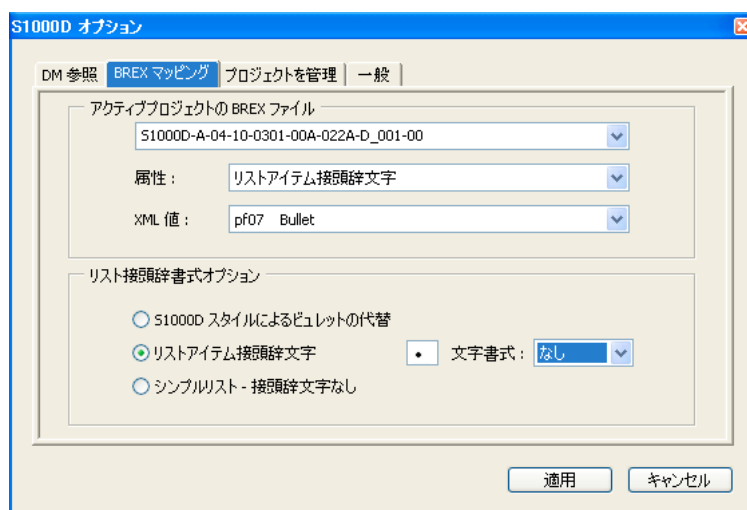 S1000D オプション
DM 参照 BREX マッピング プロジェクトを管理 一般
アクティブプロジェクトの BREX ファイル
S1000D-A-04-10-0301-00A-022A-D_001-00
属性： リストアイテム接頭辞文字
XML 値： pf07 Bullet
リスト接頭辞書式オプション
S1000D スタイルによるビュレットの代替
リストアイテム接頭辞文字 • 文字書式： なし
シンプルリスト - 接頭辞文字なし
適用 キャンセル